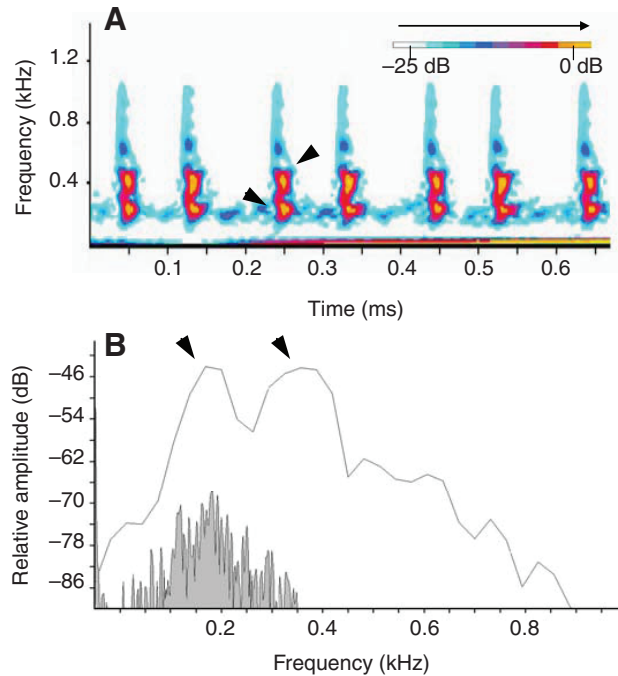 A
1.2
0.8
0.4
Frequency (kHz)
–25 dB
0 dB
0.1 0.2 0.3 0.4 0.5 0.6
Time (ms)
B
–46
–54
–62
–70
–78
–86
Relative amplitude (dB)
0.2 0.4 0.6 0.8
Frequency (kHz)